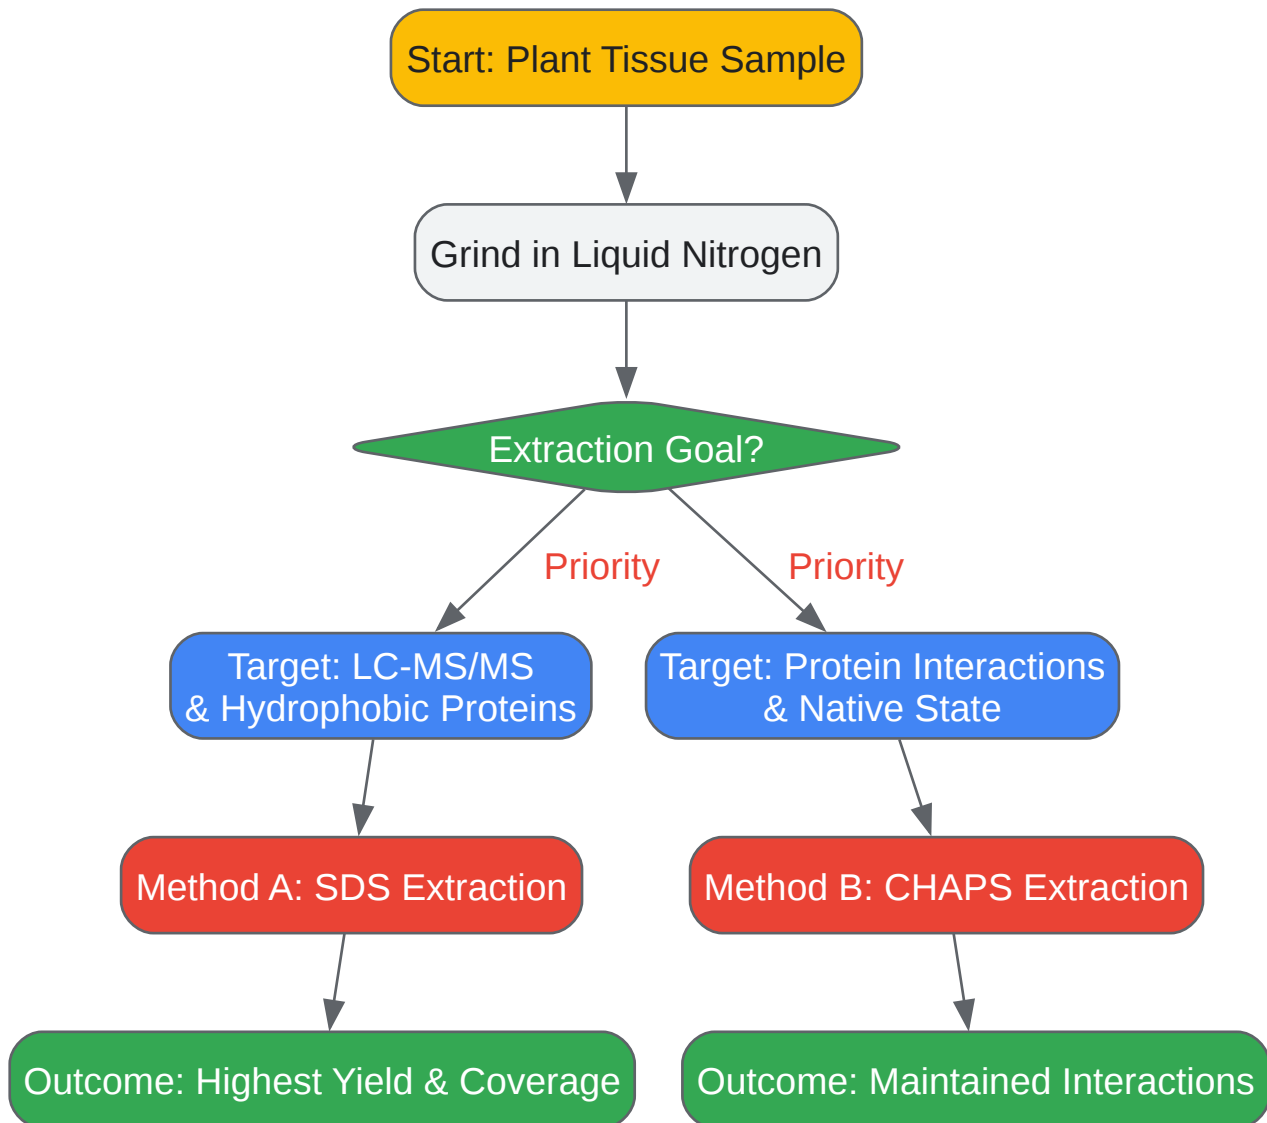 Start: Plant Tissue Sample
Grind in Liquid Nitrogen
Extraction Goal?
Priority
Priority
Target: LC-MS/MS
& Hydrophobic Proteins
Target: Protein Interactions
& Native State
Method A: SDS Extraction
Method B: CHAPS Extraction
Outcome: Highest Yield & Coverage
Outcome: Maintained Interactions